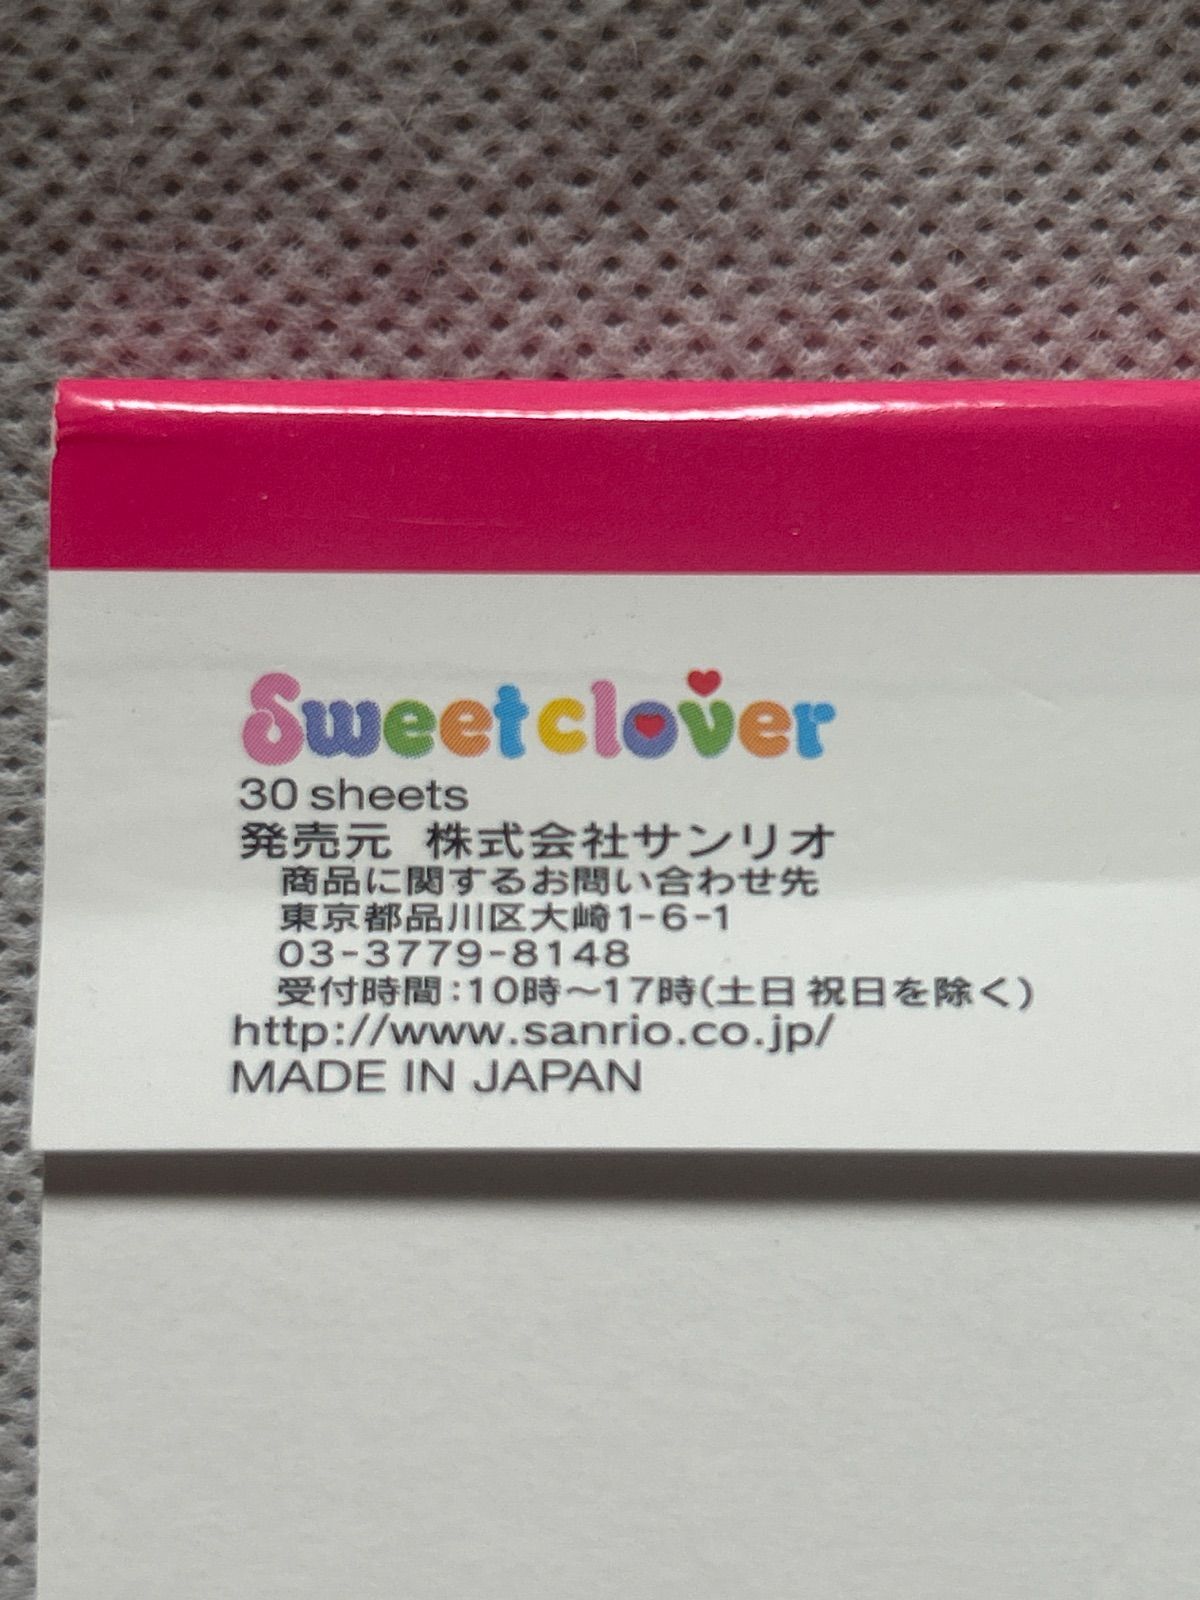 Sweet clover
30 sheets
発売元 株式会社サンリオ
商品に関するお問い合わせ先
東京都品川区大崎1-6-1
03-3779-8148
受付時間:10時～17時(土日祝日を除く)
http://www.sanrio.co.jp/
MADE IN JAPAN